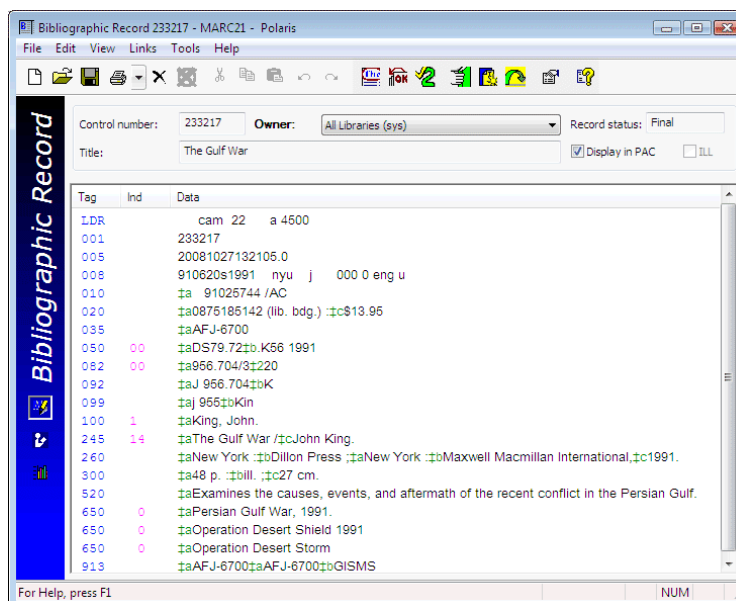 Bibliographic Record 233217 - MARC21 - Polaris
File Edit View Links Tools Help
Bibliographic Record
Control number: 233217 Owner: All Libraries (sys) Record status: Final
Title: The Gulf War Display in PAC ILL
Tag Ind Data
LDR cam 22 a 4500
001 233217
005 20081027132105.0
008 910620s1991 nyu j 000 0 eng u
010 ‡a 91025744 /AC
020 ‡a0875185142 (lib. bdg.) :‡c$13.95
035 ‡aAFJ-6700
050 00 ‡aDS79.72‡b.K56 1991
082 00 ‡a956.704/3‡220
092 ‡aJ 956.704‡bK
099 ‡aj 955‡bKin
100 1 ‡aKing, John.
245 14 ‡aThe Gulf War /‡cJohn King.
260 ‡aNew York :‡bDillon Press ;‡aNew York :‡bMaxwell Macmillan International,‡c1991.
300 ‡a48 p. :‡bill. ;‡c27 cm.
520 ‡aExamines the causes, events, and aftermath of the recent conflict in the Persian Gulf.
650 0 ‡aPersian Gulf War, 1991.
650 0 ‡aOperation Desert Shield 1991
650 0 ‡aOperation Desert Storm
913 ‡aAFJ-6700‡aAFJ-6700‡bGISMS
For Help, press F1 NUM